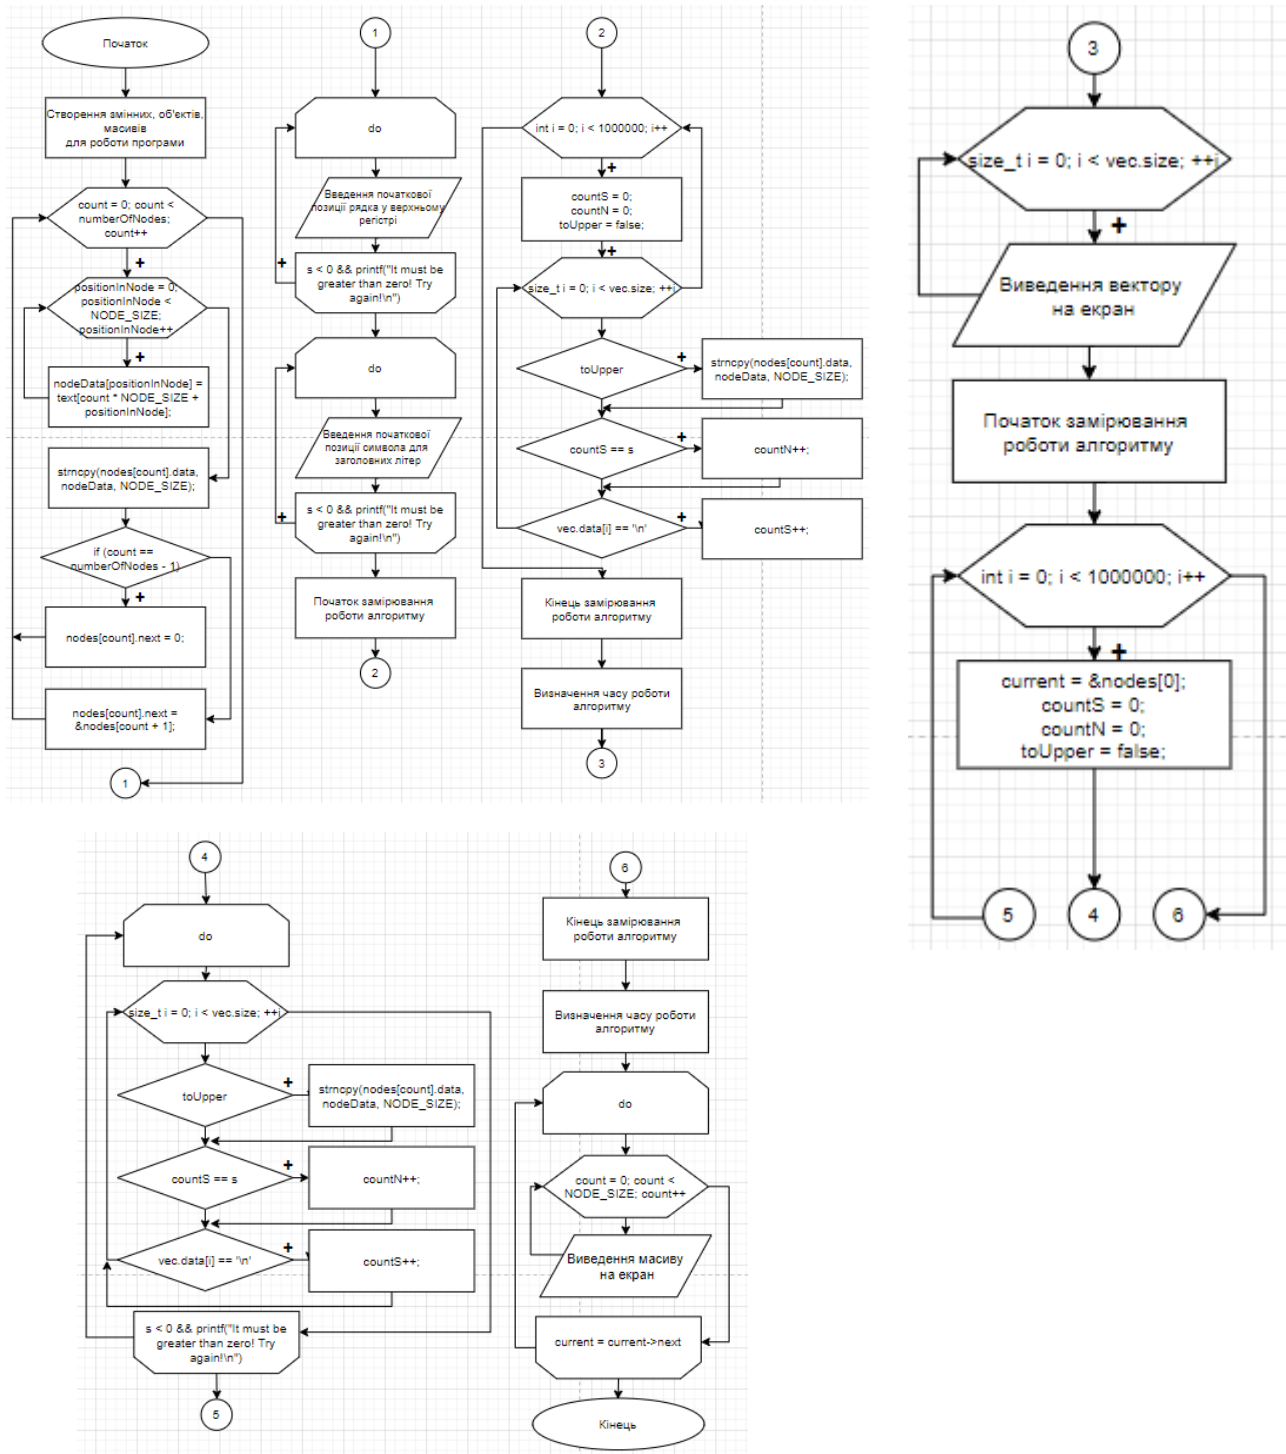 Початок
Створення змінних, об'єктів,
масивів
для роботи програми
count = 0; count <
numberOfNodes;
count++
+
positionInNode = 0;
positionInNode <
NODE_SIZE;
positionInNode++
+
nodeData[positionInNode] =
text[count * NODE_SIZE +
positionInNode];
strncpy(nodes[count].data,
nodeData, NODE_SIZE);
if (count ==
numberOfNodes - 1)
+
nodes[count].next = 0;
nodes[count].next =
&nodes[count + 1];
1
1
do
Введення початкової
позиції рядка у верхньому
регістрі
+
s < 0 && printf("It must be
greater than zero! Try
again!\n")
do
Введення початкової
позиції символа для
заголовних літер
+
s < 0 && printf("It must be
greater than zero! Try
again!\n")
Початок замірювання
роботи алгоритму
2
2
int i = 0; i < 1000000; i++
+
countS = 0;
countN = 0;
toUpper = false;
+
size_t i = 0; i < vec.size; ++i
toUpper
+
strncpy(nodes[count].data,
nodeData, NODE_SIZE);
countS == s
+
countN++;
vec.data[i] == '\n'
+
countS++;
Кінець замірювання
роботи алгоритму
Визначення часу роботи
алгоритму
3
3
size_t i = 0; i < vec.size; ++i
+
Виведення вектору
на екран
Початок замірювання
роботи алгоритму
int i = 0; i < 1000000; i++
+
current = &nodes[0];
countS = 0;
countN = 0;
toUpper = false;
5
4
6
4
do
size_t i = 0; i < vec.size; ++i
toUpper
+
strncpy(nodes[count].data,
nodeData, NODE_SIZE);
countS == s
+
countN++;
vec.data[i] == '\n'
+
countS++;
s < 0 && printf("It must be
greater than zero! Try
again!\n")
5
6
Кінець замірювання
роботи алгоритму
Визначення часу роботи
алгоритму
do
count = 0; count <
NODE_SIZE; count++
Виведення масиву
на екран
current = current->next
Кінець